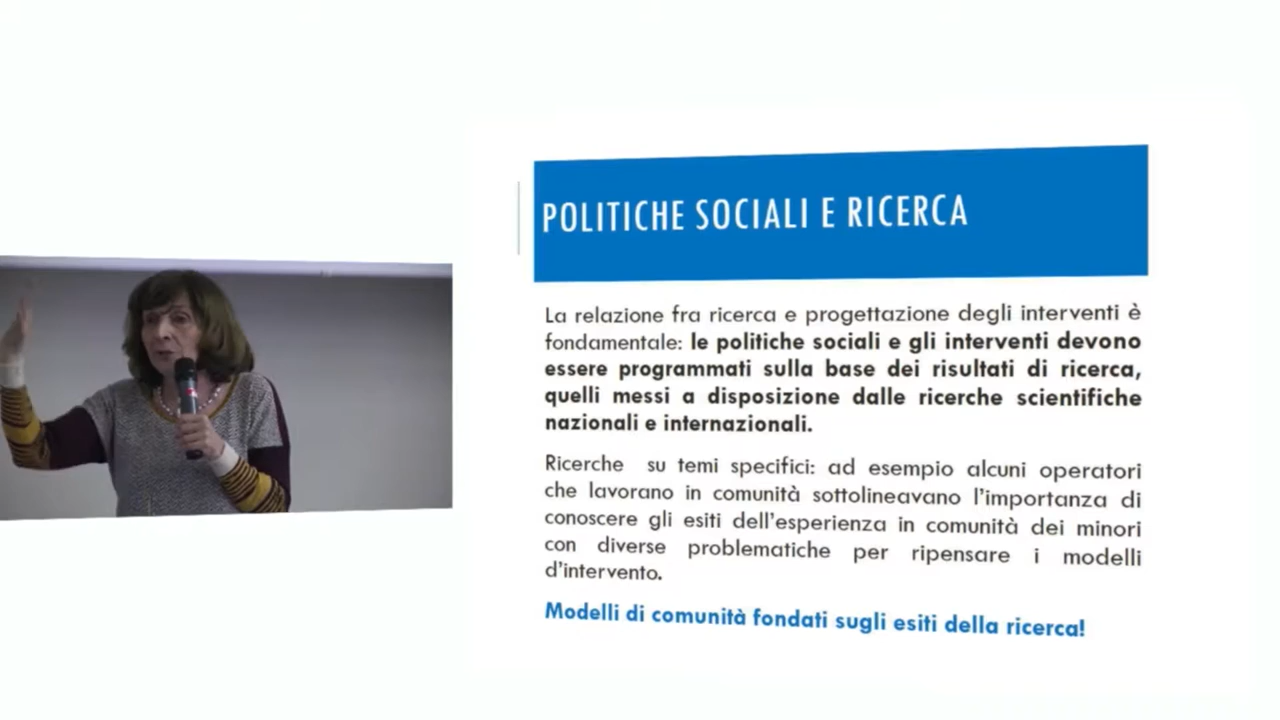 POLITICHE SOCIALI E RICERCA
La relazione fra ricerca e progettazione degli interventi è
fondamentale: le politiche sociali e gli interventi devono
essere programmati sulla base dei risultati di ricerca,
quelli messi a disposizione dalle ricerche scientifiche
nazionali e internazionali.
Ricerche su temi specifici: ad esempio alcuni operatori
che lavorano in comunità sottolineavano l'importanza di
conoscere gli esiti dell'esperienza in comunità dei minori
con diverse problematiche per ripensare i modelli
d'intervento.
Modelli di comunità fondati sugli esiti della ricerca!